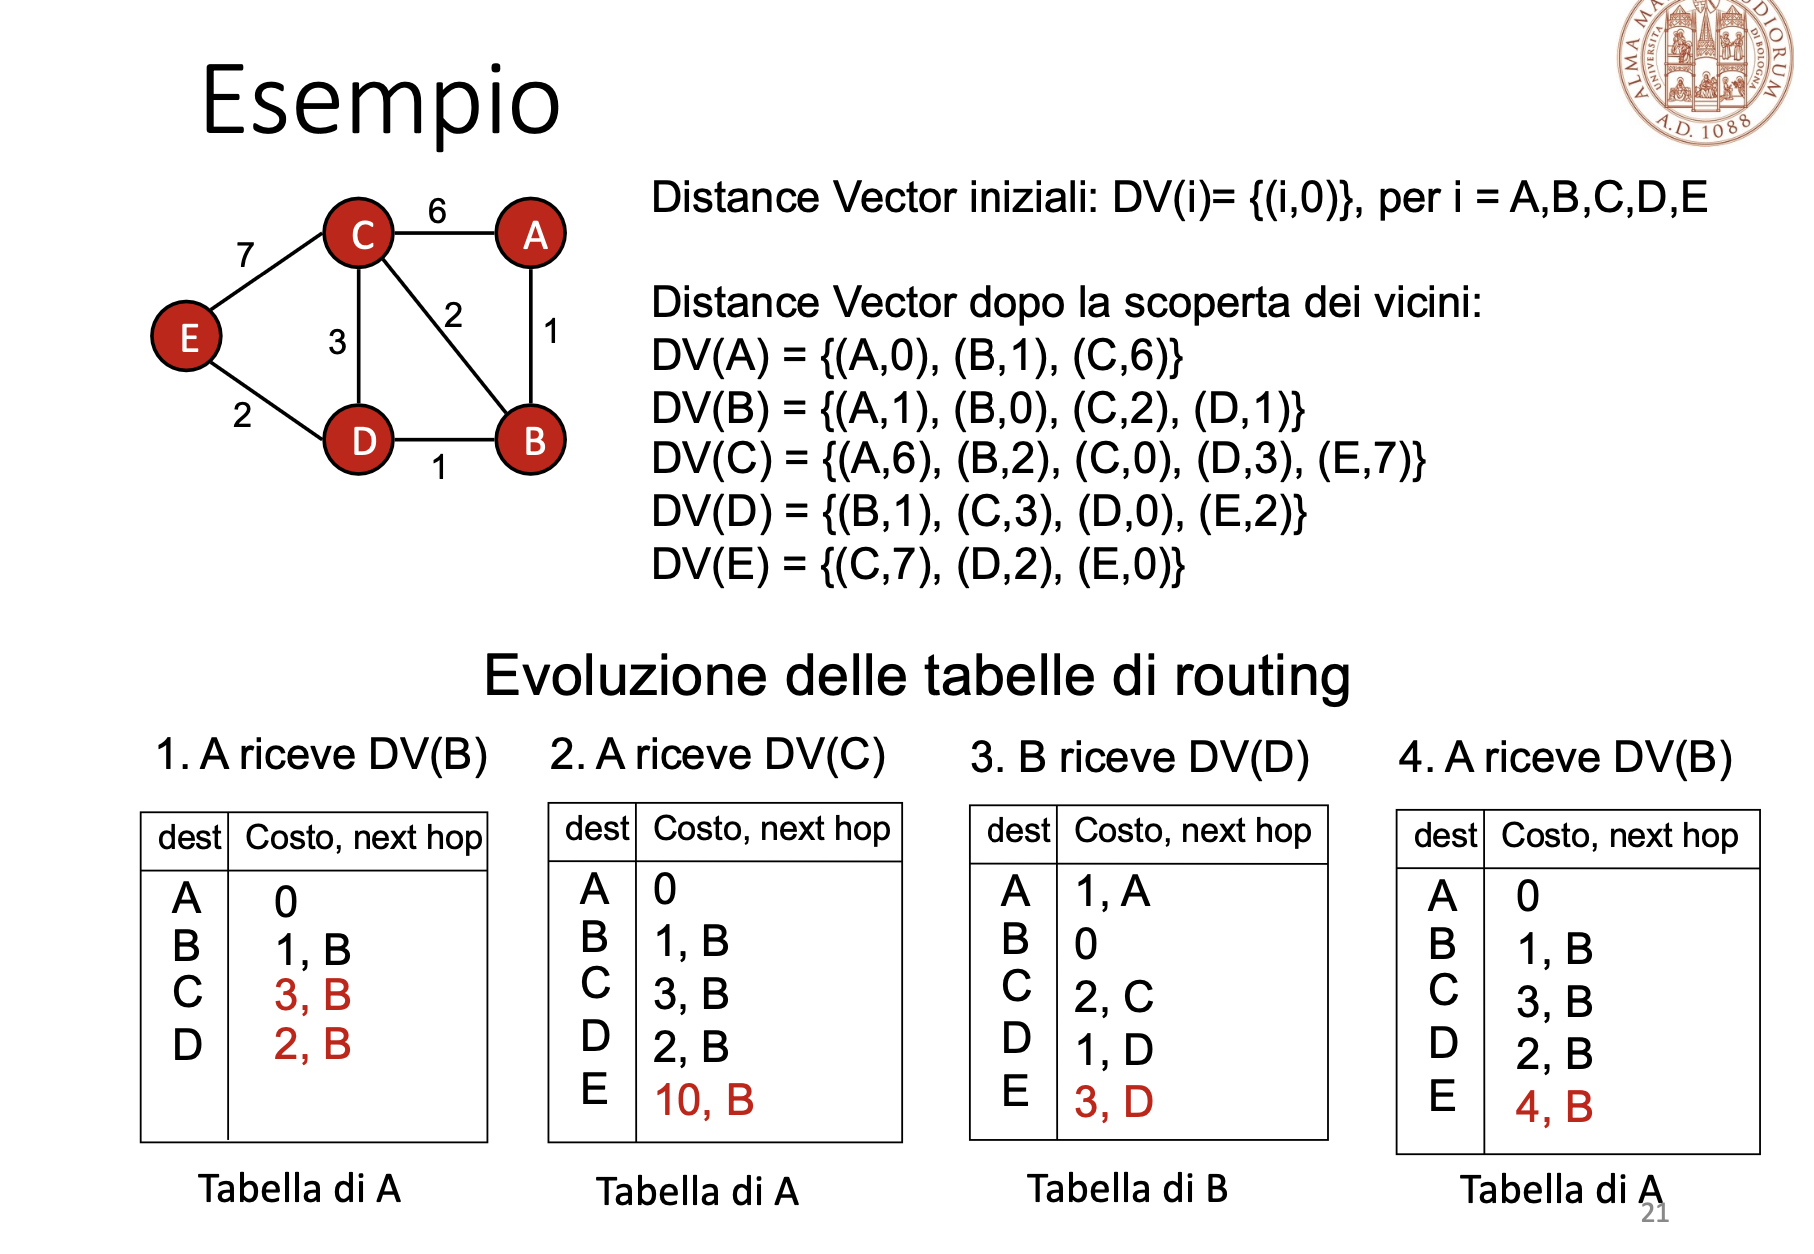 Esempio
ALMA MA
UDIORUM
A.D. 1088
UNIVERSITA
DI BOLOGNA
Distance Vector iniziali: DV(i)= {(i,0)}, per i = A,B,C,D,E
C
6
A
7
2
3
1
E
2
D
1
B
Distance Vector dopo la scoperta dei vicini:
DV(A) = {(A,0), (B,1), (C,6)}
DV(B) = {(A,1), (B,0), (C,2), (D,1)}
DV(C) = {(A,6), (B,2), (C,0), (D,3), (E,7)}
DV(D) = {(B,1), (C,3), (D,0), (E,2)}
DV(E) = {(C,7), (D,2), (E,0)}
Evoluzione delle tabelle di routing
1. A riceve DV(B)
dest Costo, next hop
A 0
B 1, B
C 3, B
D 2, B
Tabella di A
2. A riceve DV(C)
dest Costo, next hop
A 0
B 1, B
C 3, B
D 2, B
E 10, B
Tabella di A
3. B riceve DV(D)
dest Costo, next hop
A 1, A
B 0
C 2, C
D 1, D
E 3, D
Tabella di B
4. A riceve DV(B)
dest Costo, next hop
A 0
B 1, B
C 3, B
D 2, B
E 4, B
Tabella di A
21